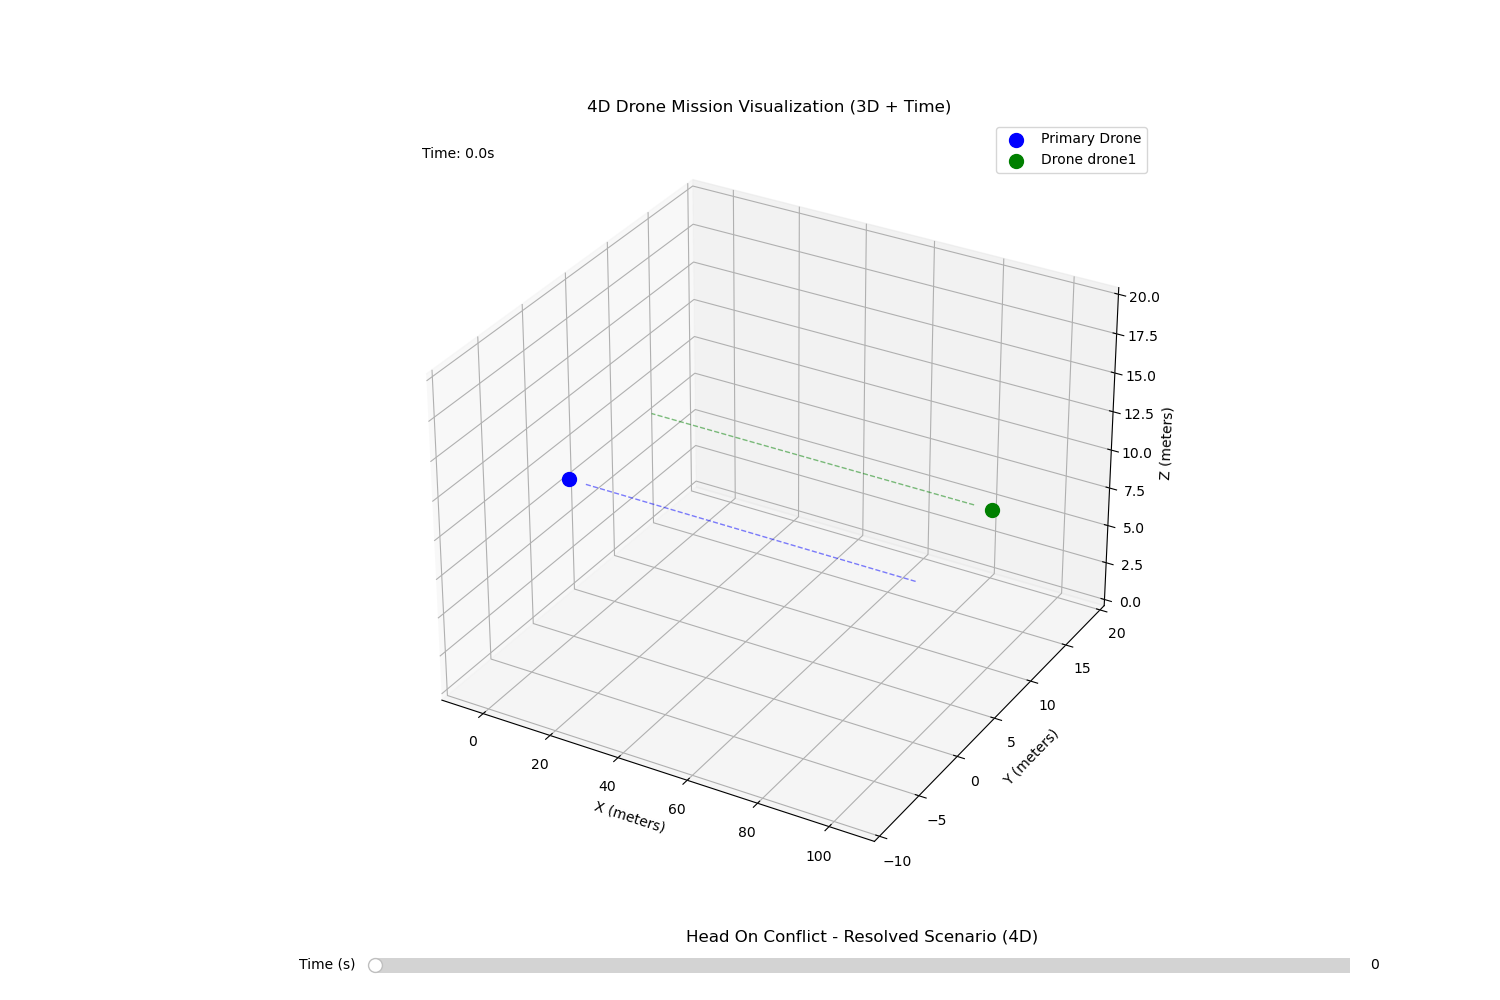 4D Drone Mission Visualization (3D + Time)
Time: 0.0s
Primary Drone
Drone drone1
20.0
17.5
15.0
12.5
10.0
7.5
5.0
2.5
0.0
Z (meters)
20
15
10
5
0
−5
−10
Y (meters)
0
20
40
60
80
100
X (meters)
Head On Conflict - Resolved Scenario (4D)
Time (s) 0